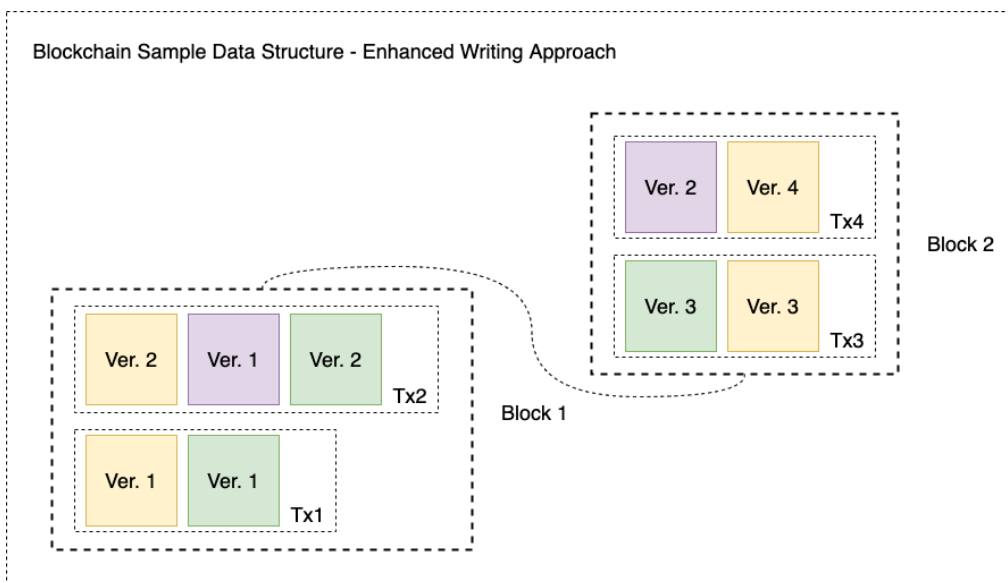 Blockchain Sample Data Structure - Enhanced Writing Approach
Ver. 2 Ver. 4
Tx4
Block 2
Ver. 3 Ver. 3
Tx3
Ver. 2 Ver. 1 Ver. 2
Tx2
Block 1
Ver. 1 Ver. 1
Tx1